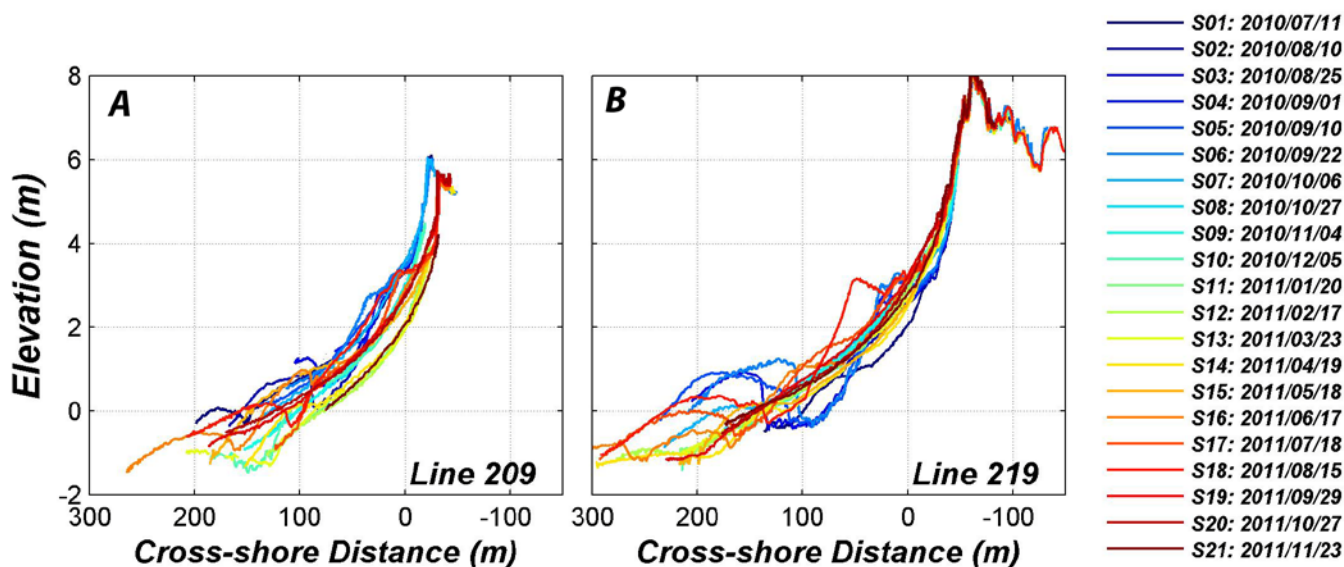 A
B
8
6
4
2
0
-2
Elevation (m)
Line 209
Line 219
300 200 100 0 -100
300 200 100 0 -100
Cross-shore Distance (m)
Cross-shore Distance (m)
S01: 2010/07/11
S02: 2010/08/10
S03: 2010/08/25
S04: 2010/09/01
S05: 2010/09/10
S06: 2010/09/22
S07: 2010/10/06
S08: 2010/10/27
S09: 2010/11/04
S10: 2010/12/05
S11: 2011/01/20
S12: 2011/02/17
S13: 2011/03/23
S14: 2011/04/19
S15: 2011/05/18
S16: 2011/06/17
S17: 2011/07/18
S18: 2011/08/15
S19: 2011/09/29
S20: 2011/10/27
S21: 2011/11/23